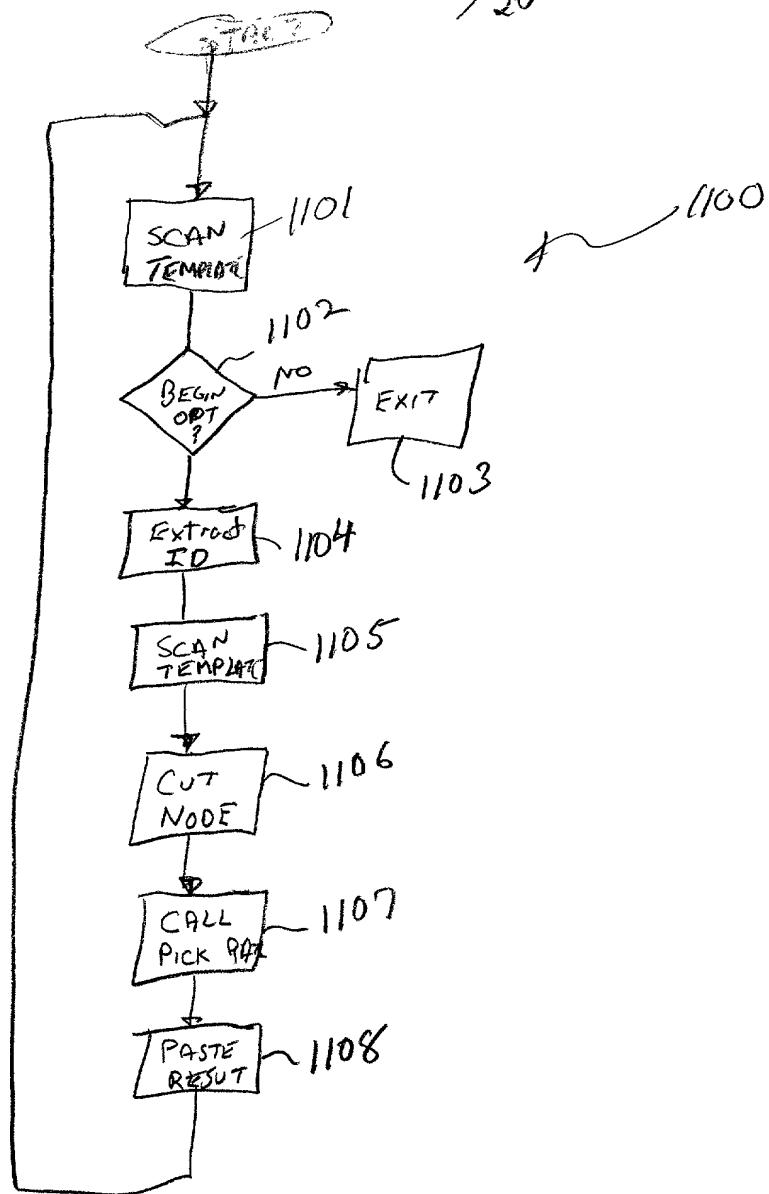 20
START
1100
SCAN
TEMPLATE
1101
1102
BEGIN
OPT
?
NO
EXIT
1103
Extract
ID
1104
SCAN
TEMPLATE
1105
CUT
NODE
1106
CALL
PICK
1107
PASTE
RESUT
1108